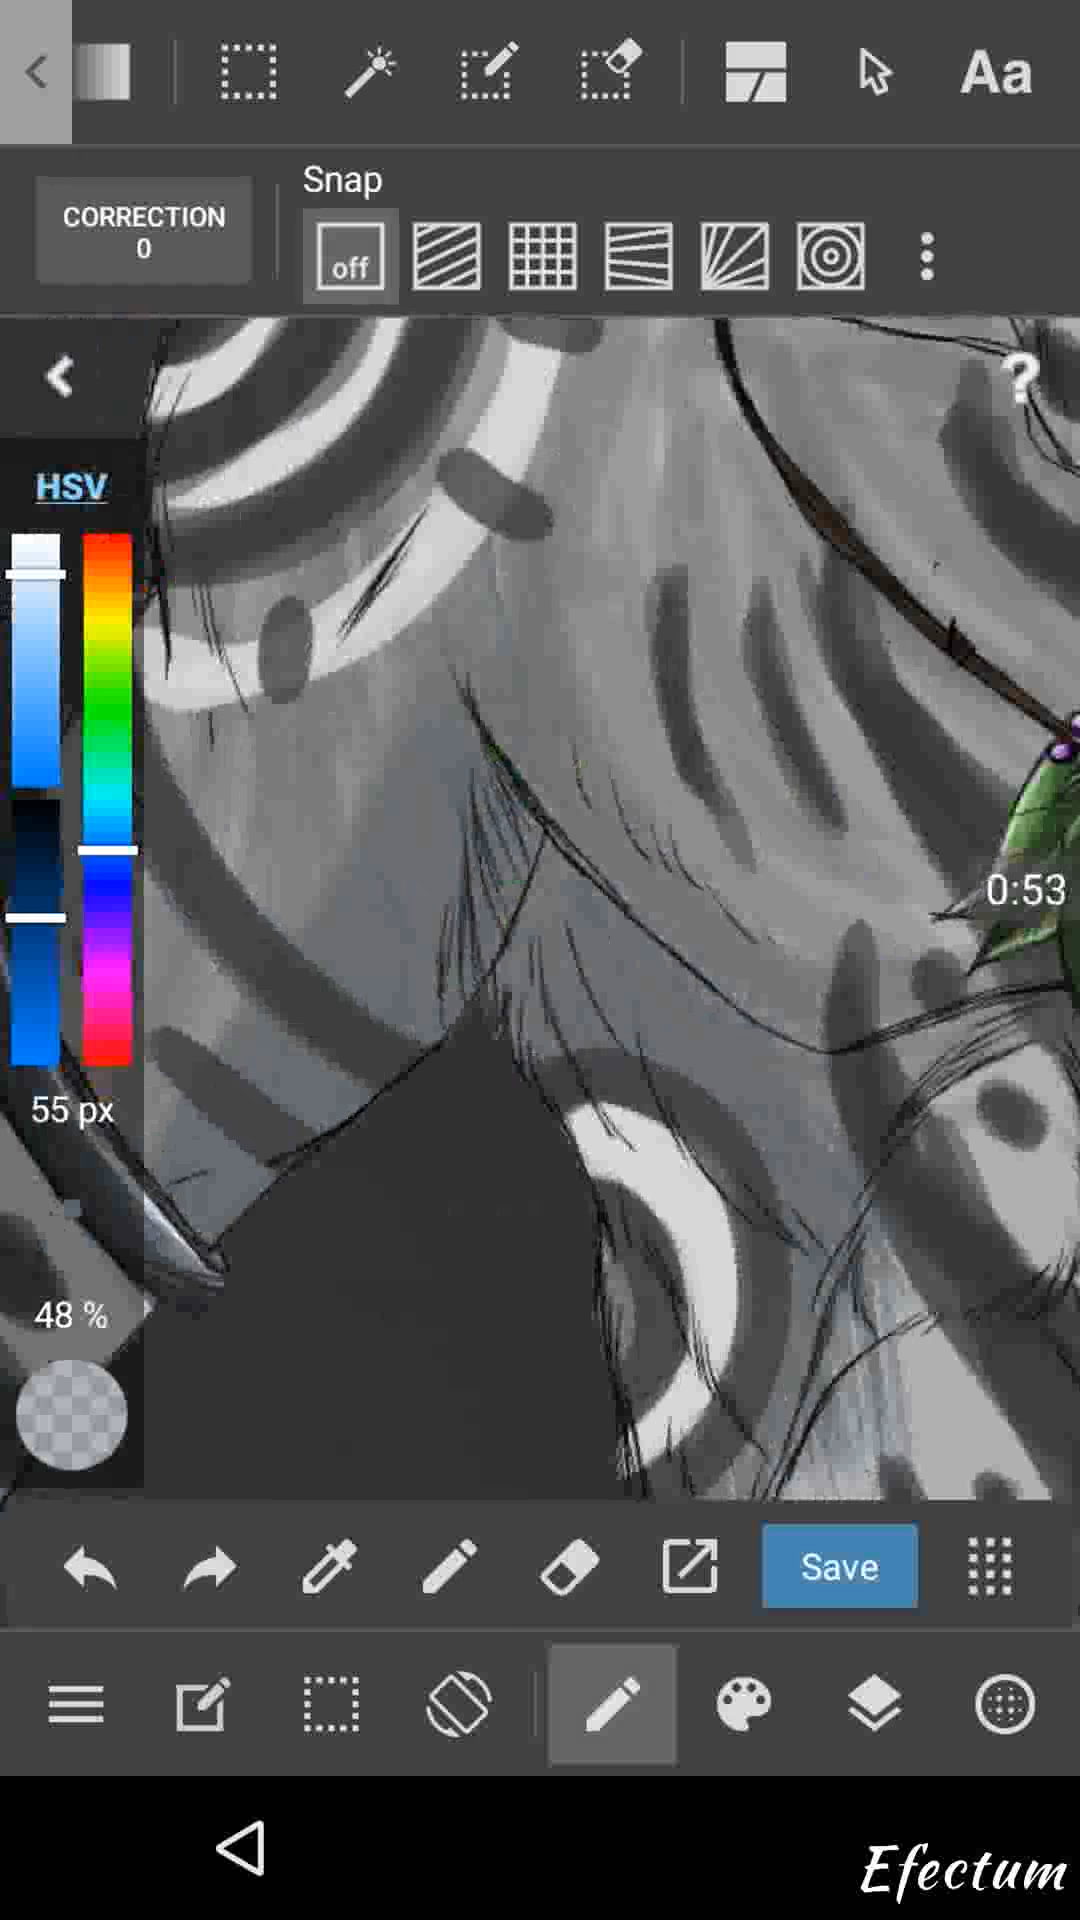 Aa
CORRECTION
0
Snap
off
?
HSV
0:53
55 px
48 %
Save
Efectum